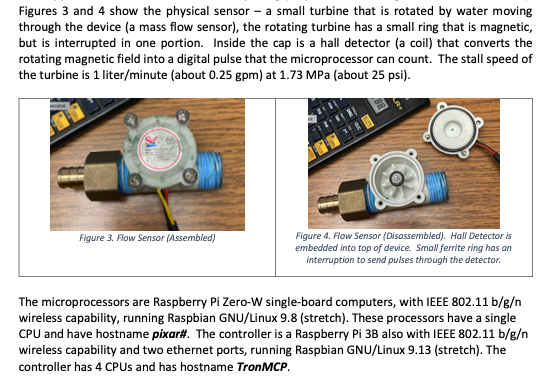 Figures 3 and 4 show the physical sensor – a small turbine that is rotated by water moving
through the device (a mass flow sensor), the rotating turbine has a small ring that is magnetic,
but is interrupted in one portion. Inside the cap is a hall detector (a coil) that converts the
rotating magnetic field into a digital pulse that the microprocessor can count. The stall speed of
the turbine is 1 liter/minute (about 0.25 gpm) at 1.73 MPa (about 25 psi).
Figure 3. Flow Sensor (Assembled)
Figure 4. Flow Sensor (Disassembled). Hall Detector is
embedded into top of device. Small ferrite ring has an
interruption to send pulses through the detector.
The microprocessors are Raspberry Pi Zero-W single-board computers, with IEEE 802.11 b/g/n
wireless capability, running Raspbian GNU/Linux 9.8 (stretch). These processors have a single
CPU and have hostname pixar#. The controller is a Raspberry Pi 3B also with IEEE 802.11 b/g/n
wireless capability and two ethernet ports, running Raspbian GNU/Linux 9.13 (stretch). The
controller has 4 CPUs and has hostname TronMCP.